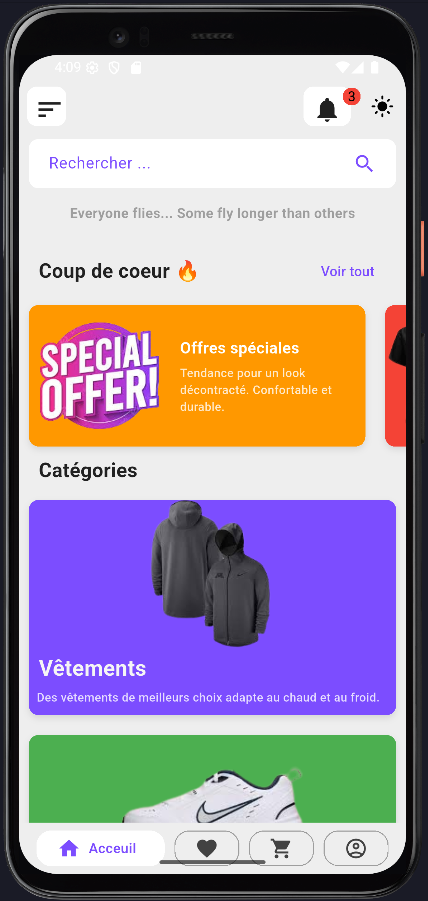 4:09
3
Rechercher ...
Everyone flies... Some fly longer than others
Coup de coeur 🔥
Voir tout
SPECIAL
OFFER!
Offres spéciales
Tendance pour un look
décontracté. Confortable et
durable.
Catégories
Vêtements
Des vêtements de meilleurs choix adapte au chaud et au froid.
Acceuil